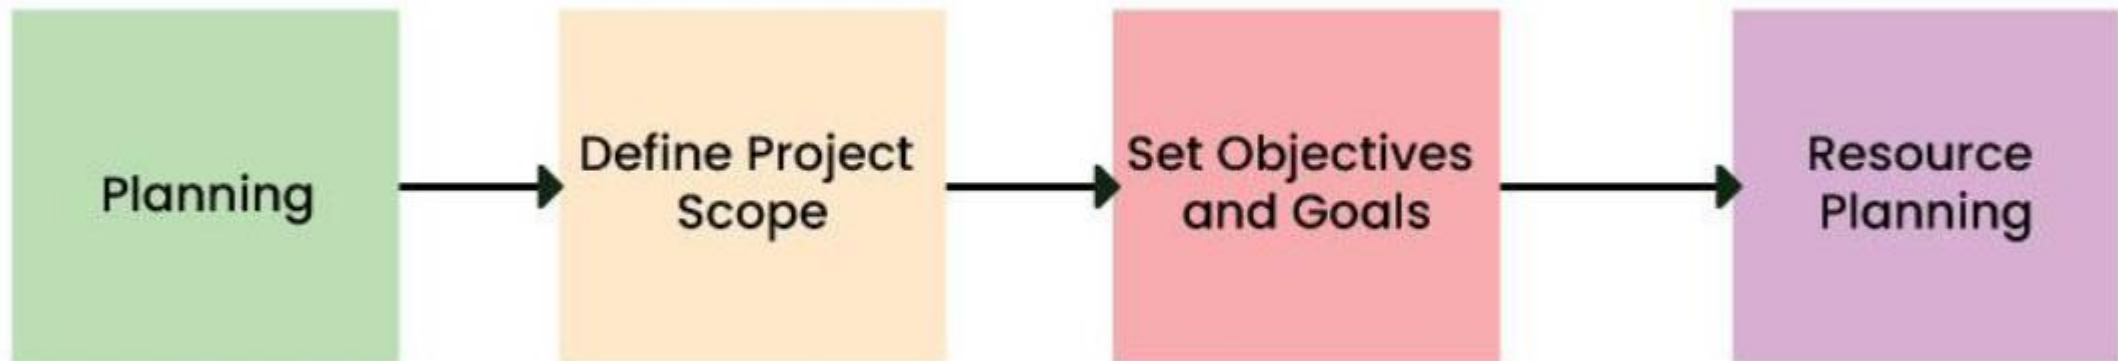 Planning
Define Project
Scope
Set Objectives
and Goals
Resource
Planning